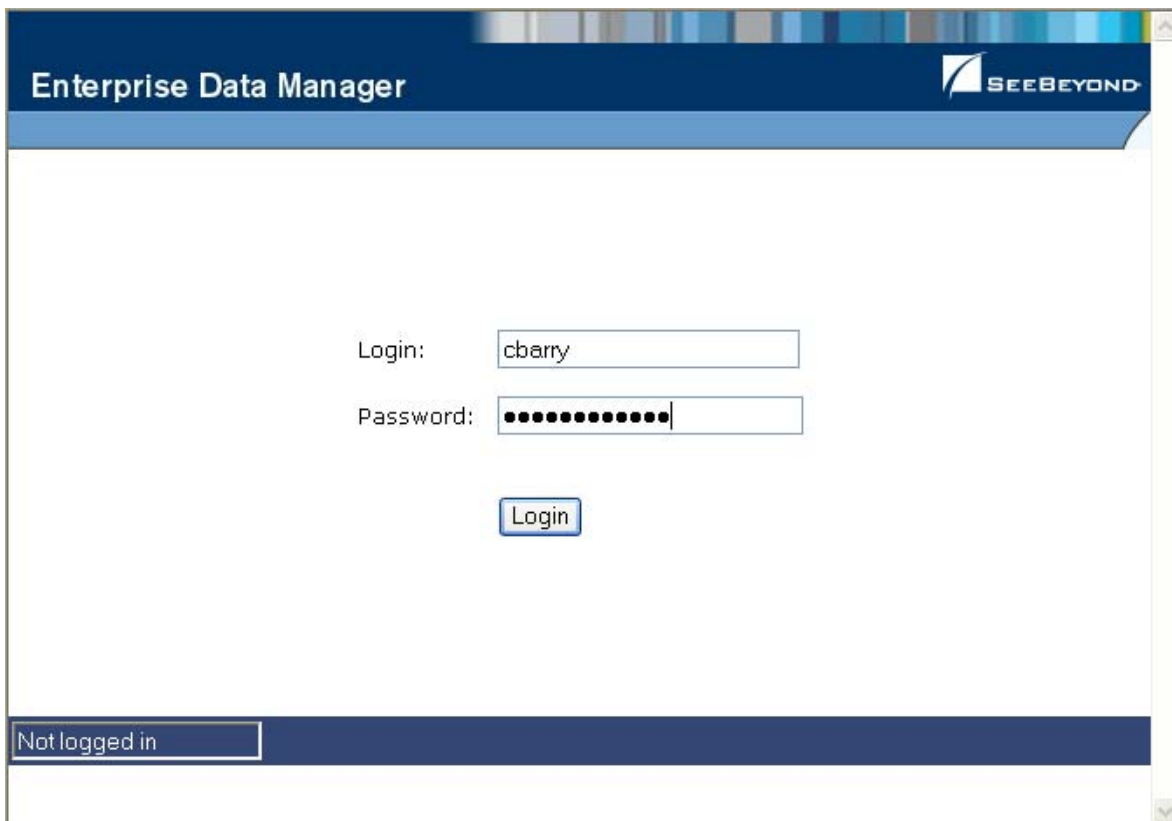 Enterprise Data Manager
SEEBEYOND
Login: cbarry
Password: ●●●●●●●●●●●●
Login
Not logged in